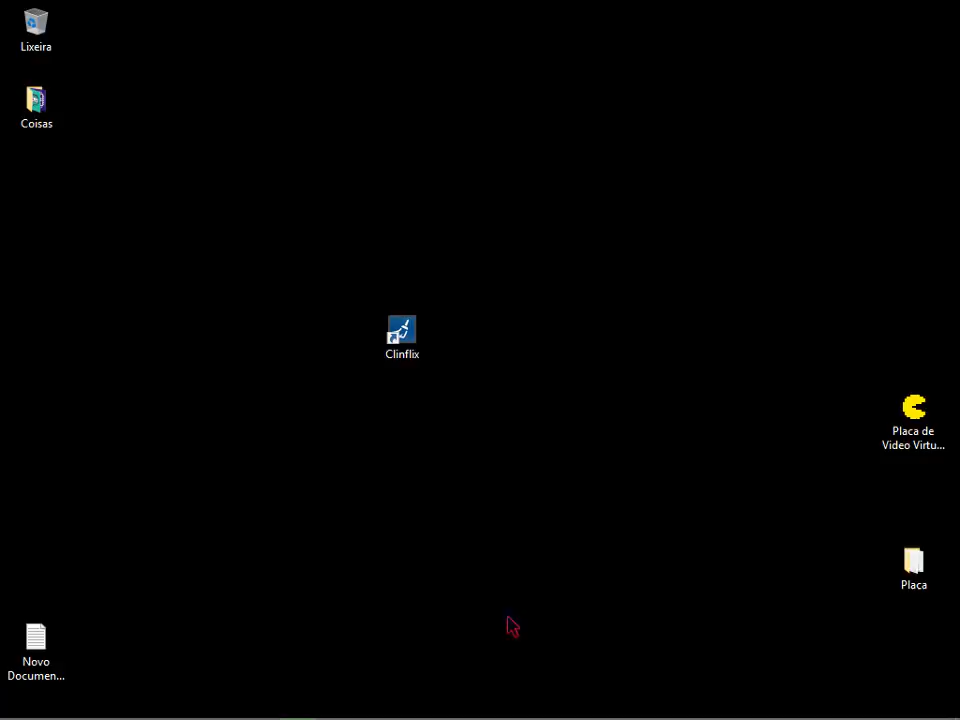 Lixeira
Coisas
Clinflix
Placa de
Video Virtu...
Placa
Novo
Documen...